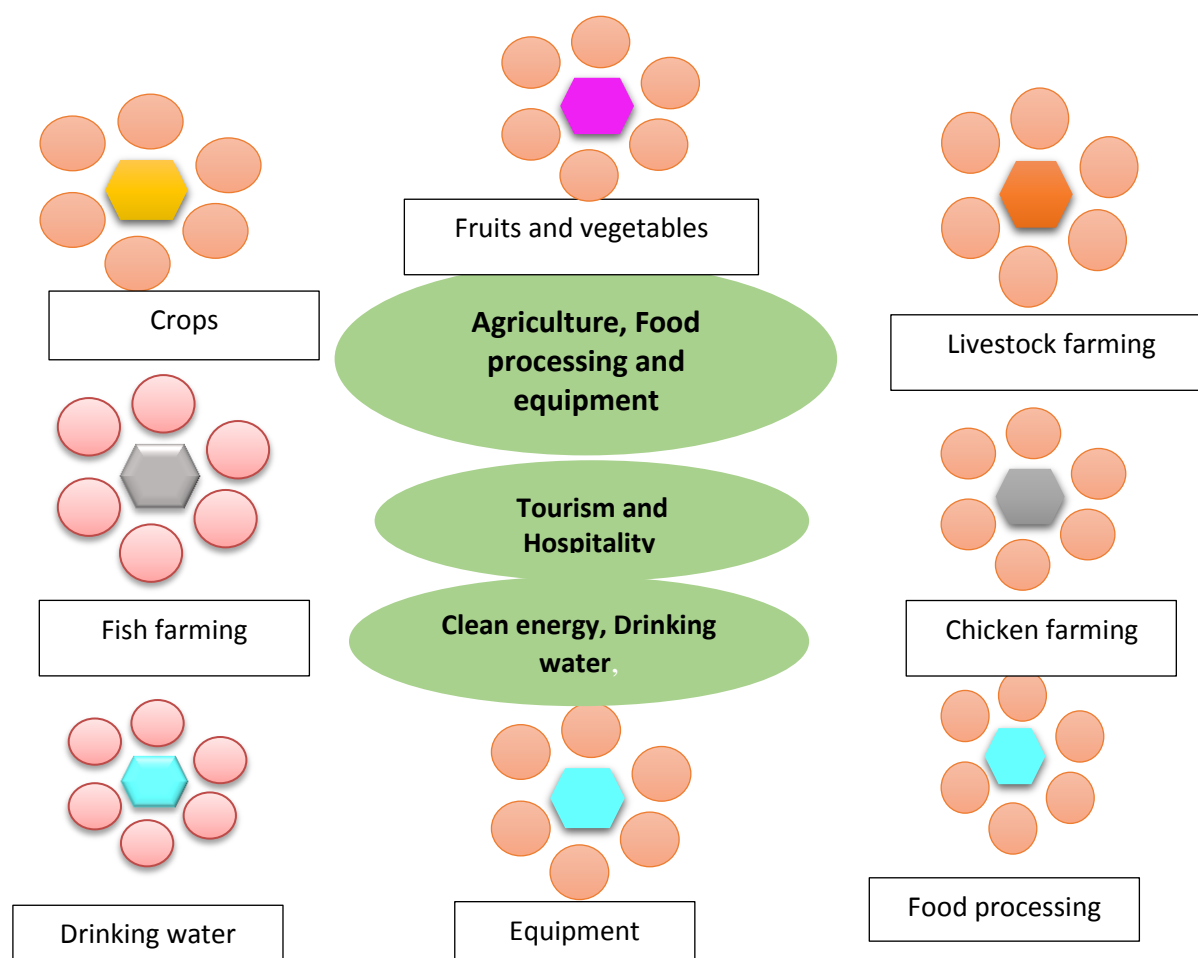 Fruits and vegetables
Crops
Agriculture, Food
processing and
equipment
Livestock farming
Tourism and
Hospitality
Fish farming
Clean energy, Drinking
water,
Chicken farming
Drinking water
Equipment
Food processing